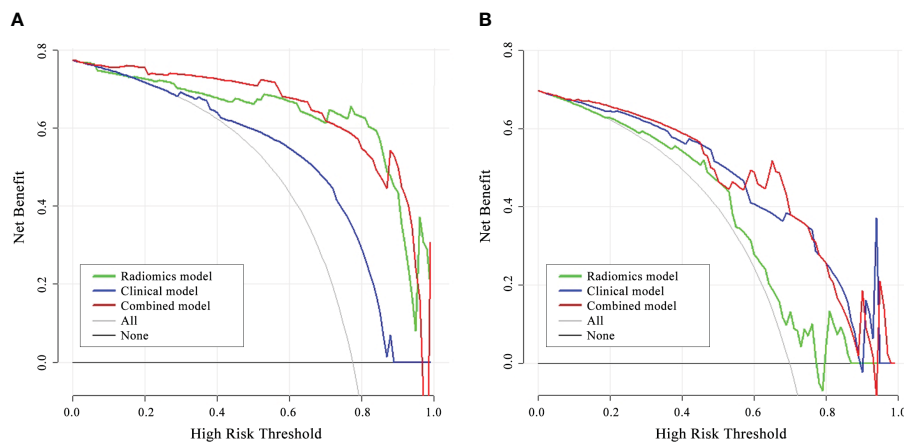 A
0.8
0.6
0.4
0.2
0.0
Net Benefit
Radiomics model
Clinical model
Combined model
All
None
0.0 0.2 0.4 0.6 0.8 1.0
High Risk Threshold
B
0.8
0.6
0.4
0.2
0.0
Net Benefit
Radiomics model
Clinical model
Combined model
All
None
0.0 0.2 0.4 0.6 0.8 1.0
High Risk Threshold